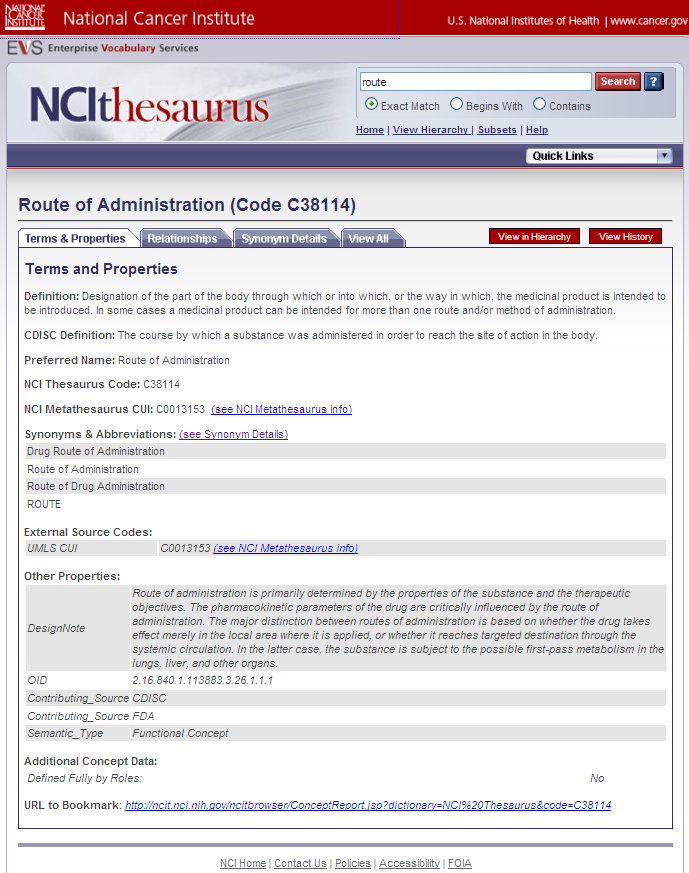 NATIONAL
CANCER
INSTITUTE
National Cancer Institute
U.S. National Institutes of Health | www.cancer.gov
EVS Enterprise Vocabulary Services
NCIthesaurus
route
Search
?
Exact Match Begins With Contains
Home | View Hierarchy | Subsets | Help
Quick Links
Route of Administration (Code C38114)
Terms & Properties Relationships Synonym Details View All View in Hierarchy View History
Terms and Properties
Definition: Designation of the part of the body through which or into which, or the way in which, the medicinal product is intended to
be introduced. In some cases a medicinal product can be intended for more than one route and/or method of administration.
CDISC Definition: The course by which a substance was administered in order to reach the site of action in the body.
Preferred Name: Route of Administration
NCI Thesaurus Code: C38114
NCI Metathesaurus CUI: C0013153 (see NCI Metathesaurus info)
Synonyms & Abbreviations: (see Synonym Details)
Drug Route of Administration
Route of Administration
Route of Drug Administration
ROUTE
External Source Codes:
UMLS CUI C0013153 (see NCI Metathesaurus info)
Other Properties:
DesignNote
Route of administration is primarily determined by the properties of the substance and the therapeutic
objectives. The pharmacokinetic parameters of the drug are critically influenced by the route of
administration. The major distinction between routes of administration is based on whether the drug takes
effect merely in the local area where it is applied, or whether it reaches targeted destination through the
systemic circulation. In the latter case, the substance is subject to the possible first-pass metabolism in the
lungs, liver, and other organs.
OID 2.16.840.1.113883.3.26.1.1.1
Contributing_Source CDISC
Contributing_Source FDA
Semantic_Type Functional Concept
Additional Concept Data:
Defined Fully by Roles: No
URL to Bookmark: http://ncit.nci.nih.gov/ncitbrowser/ConceptReport.jsp?dictionary=NCI%20Thesaurus&code=C38114
NCI Home | Contact Us | Policies | Accessibility | FOIA